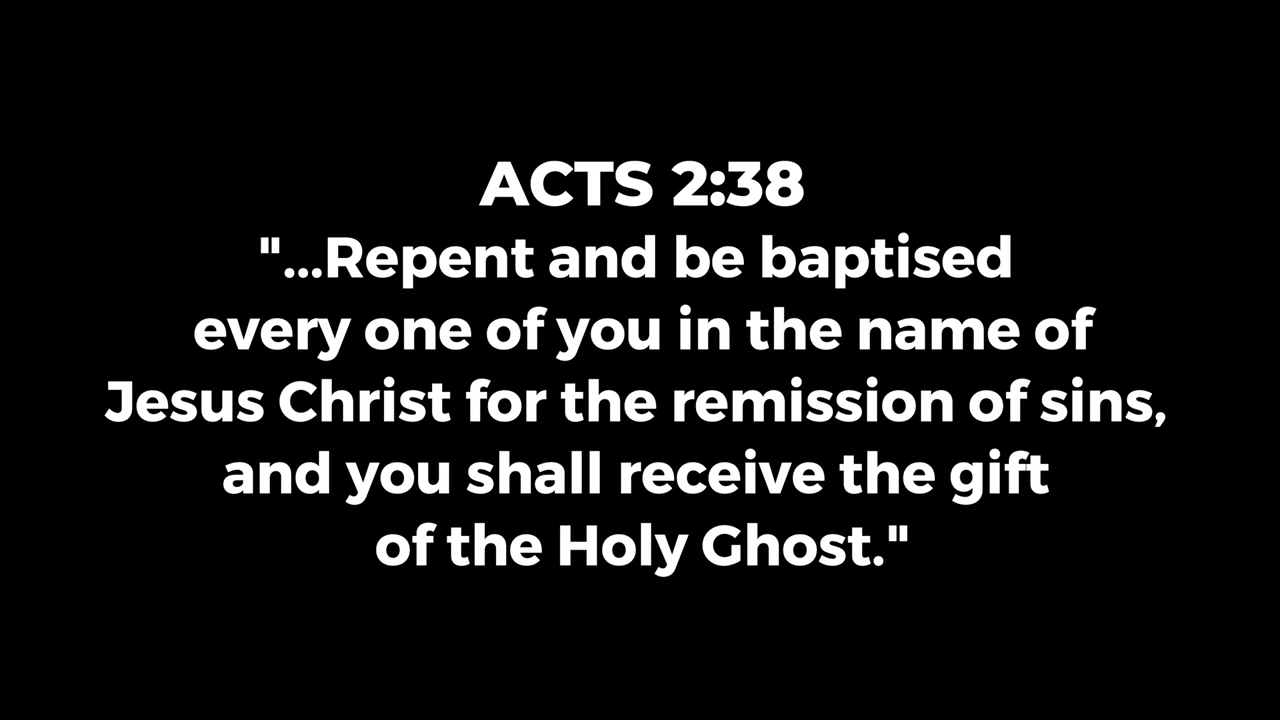 ACTS 2:38
"...Repent and be baptised
every one of you in the name of
Jesus Christ for the remission of sins,
and you shall receive the gift
of the Holy Ghost."